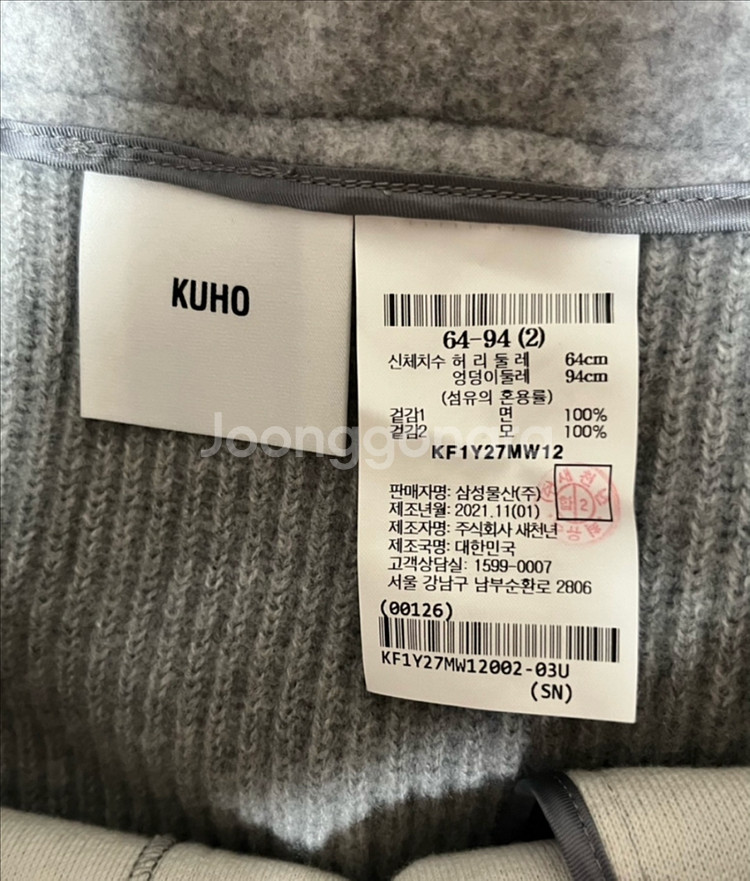 KUHO
64-94 (2)
신체치수 허 리 둘 레 64cm
엉덩이둘레 94cm
(섬유의 혼용률)
겉감1 면 100%
겉감2 모 100%
Joonggonara
KF1Y27MW12
판매자명: 삼성물산(주)
제조년월: 2021.11(01)
제조자명: 주식회사 새천년
제조국명: 대한민국
고객상담실: 1599-0007
서울 강남구 남부순환로 2806
(00126)
KF1Y27MW12002-03U
(SN)